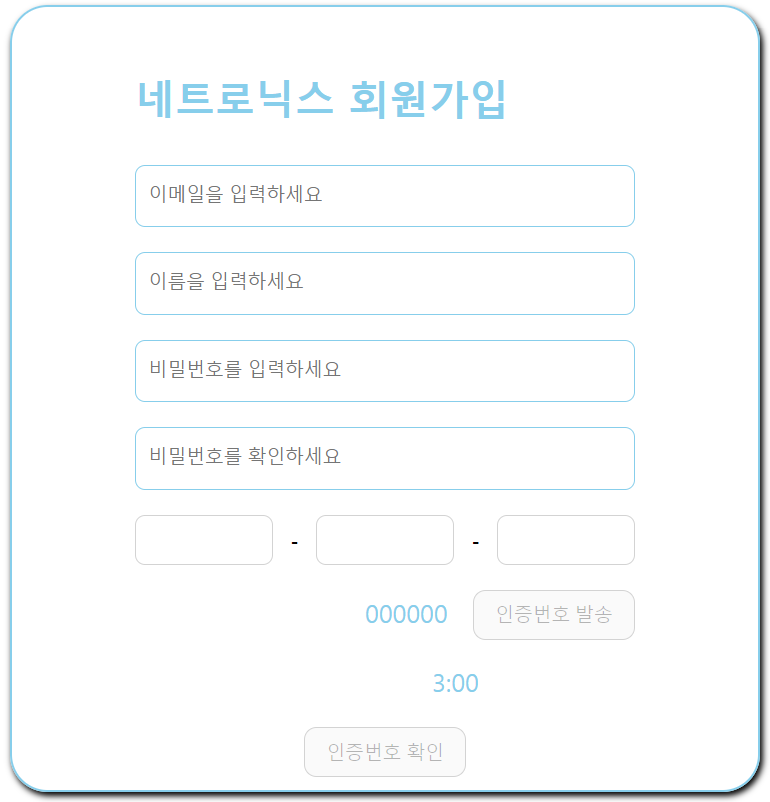 네트로닉스 회원가입
이메일을 입력하세요
이름을 입력하세요
비밀번호를 입력하세요
비밀번호를 확인하세요
- -
000000 인증번호 발송
3:00
인증번호 확인